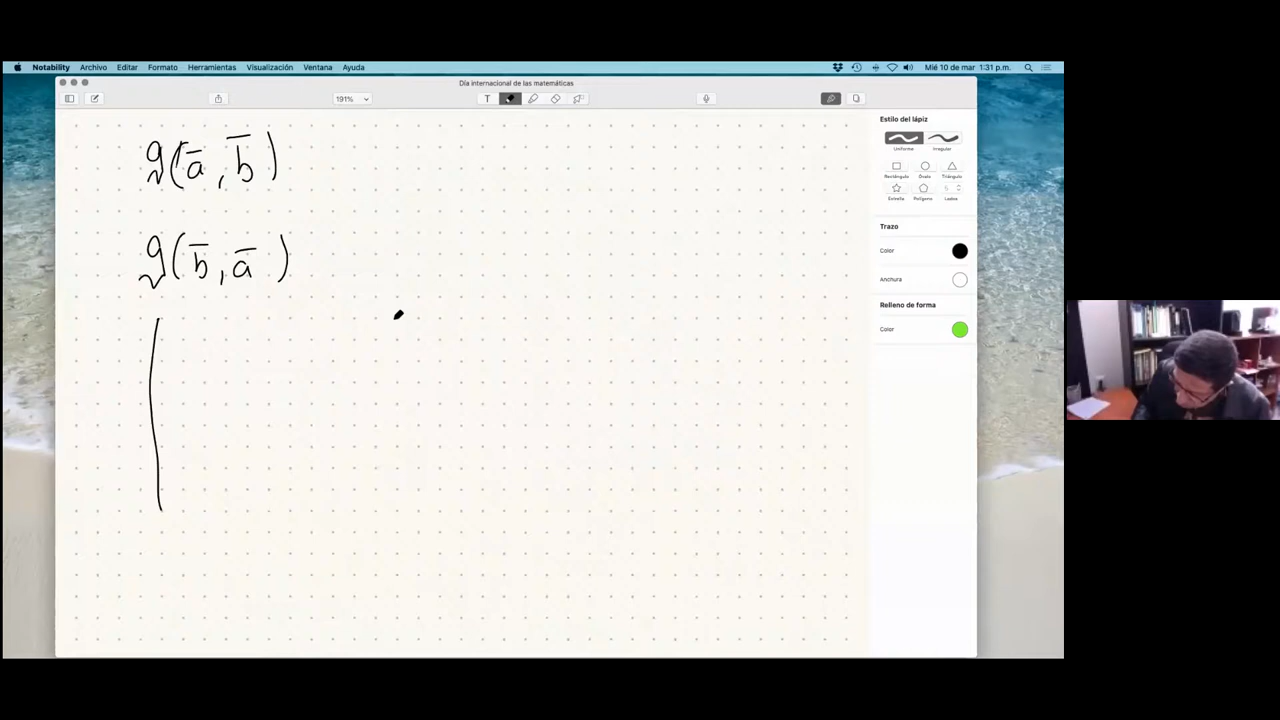 Notability Archivo Editar Formato Herramientas Visualización Ventana Ayuda Mié 10 de mar 1:31 p.m.
Día internacional de las matemáticas
191% T
Estilo del lápiz
Uniforme Irregular
Rectángulo Óvalo Triángulo
Estrella Polígono Lados
Trazo
Color
Anchura
Relleno de forma
Color
g(a̅, b̅)
g(b̅, a̅)
(